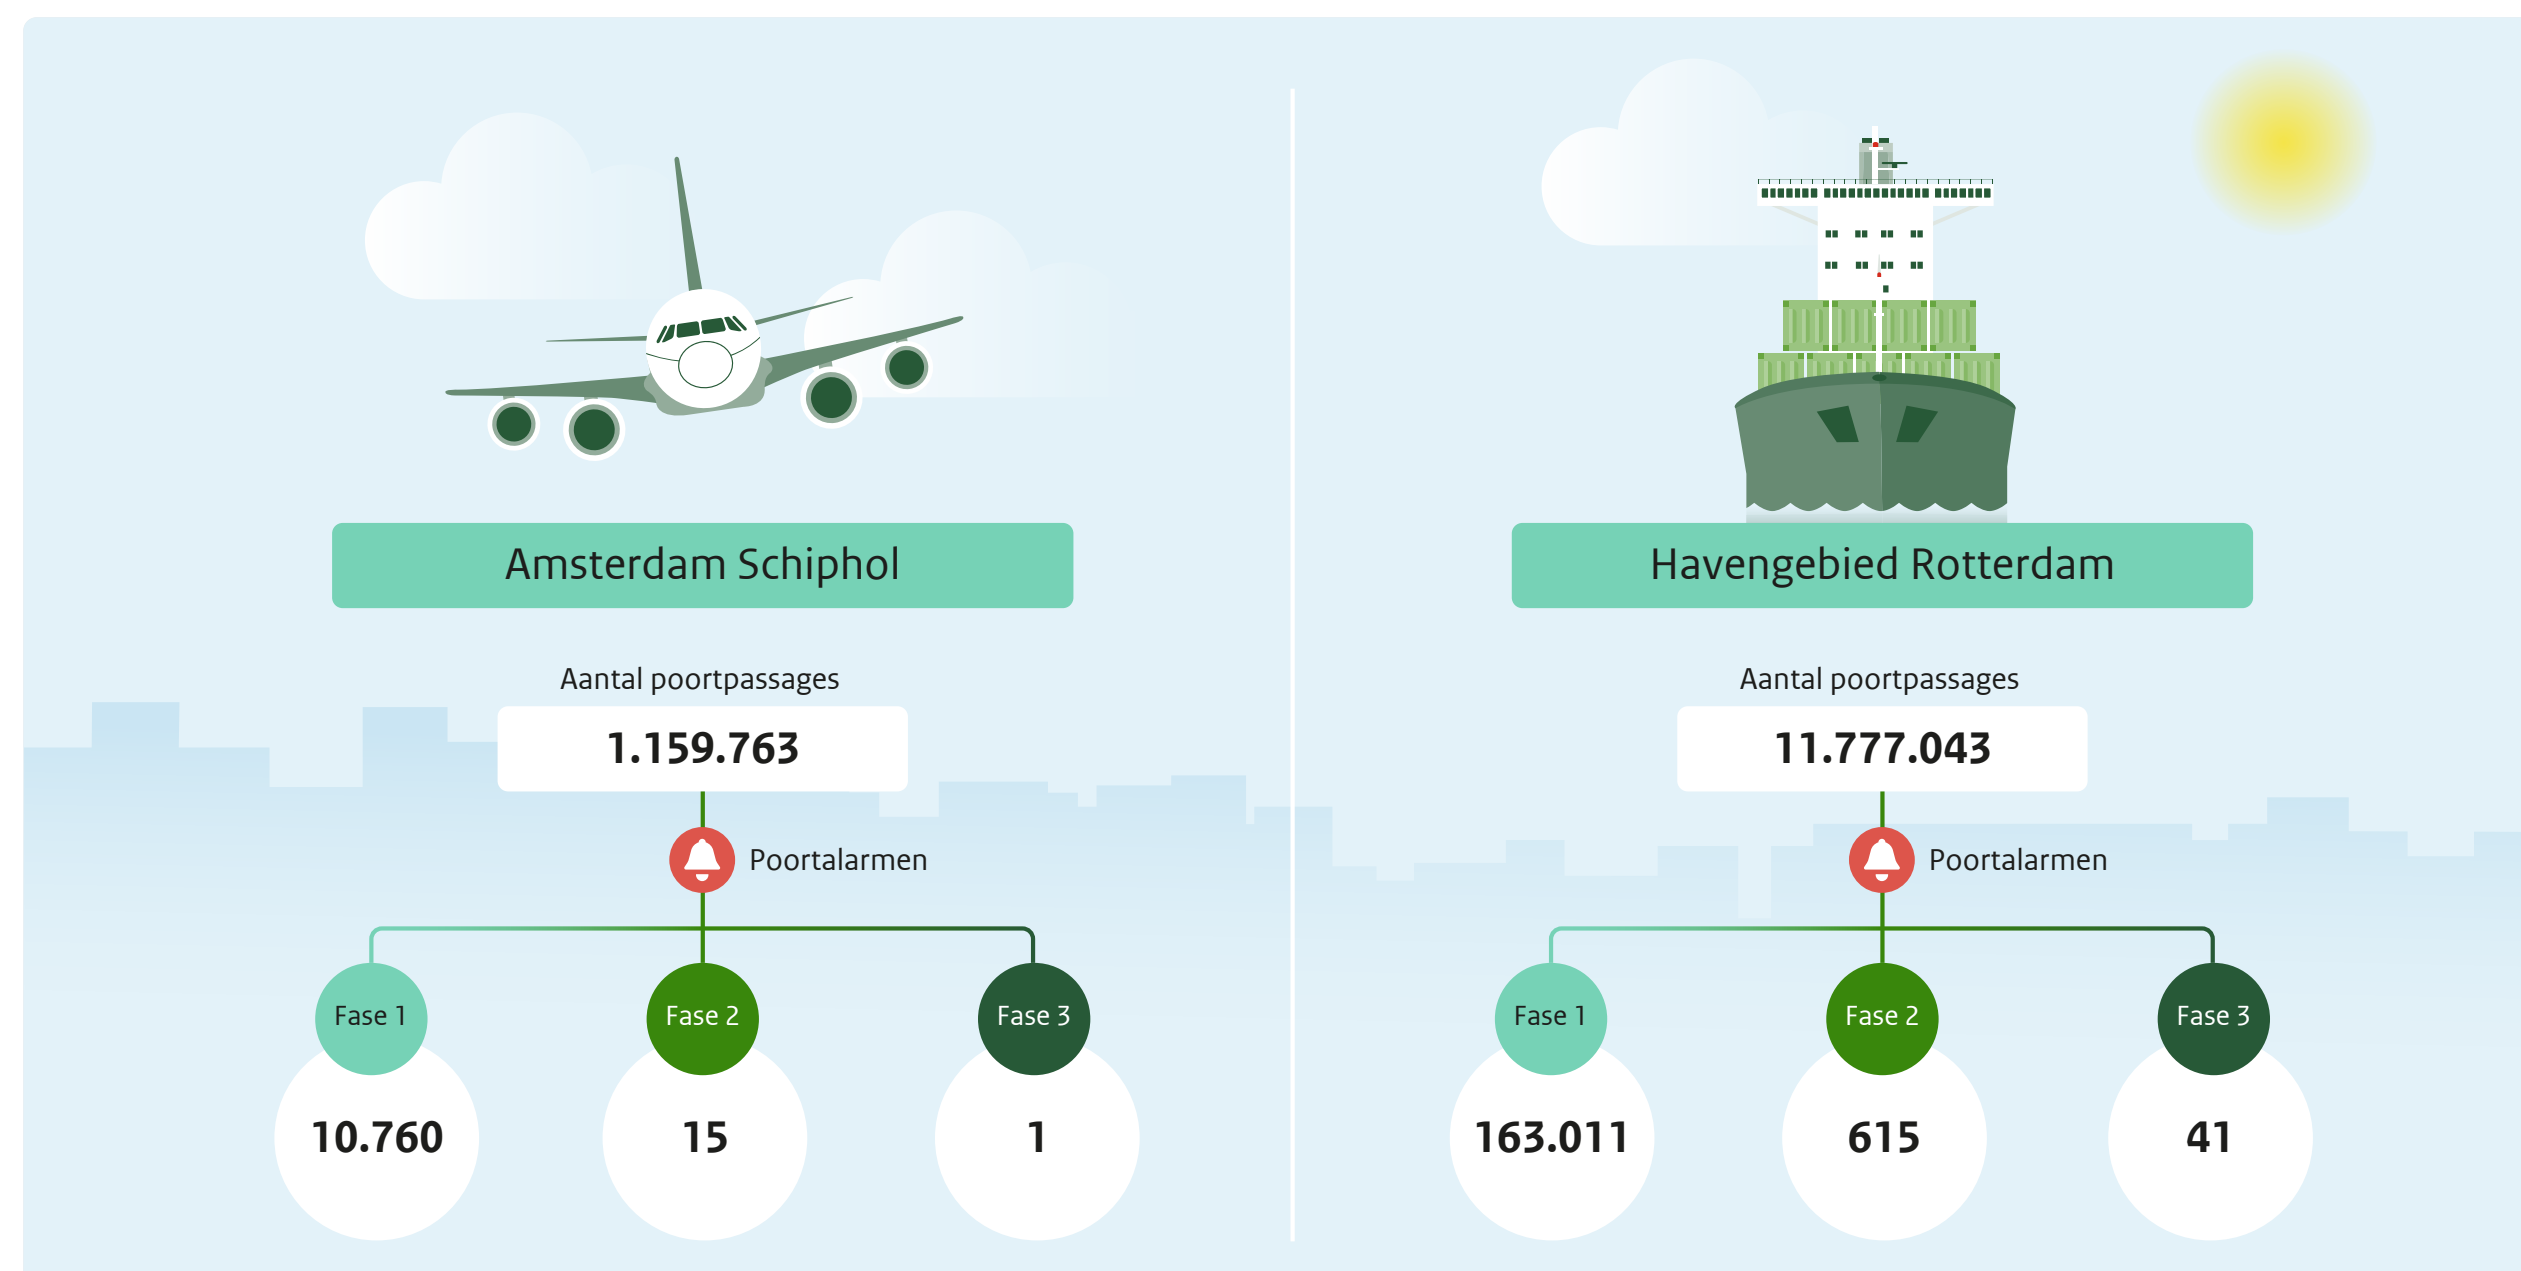 Amsterdam Schiphol
Aantal poortpassages
1.159.763
Poortalarmen
Fase 1
Fase 2
Fase 3
10.760
15
1
Havengebied Rotterdam
Aantal poortpassages
11.777.043
Poortalarmen
Fase 1
Fase 2
Fase 3
163.011
615
41